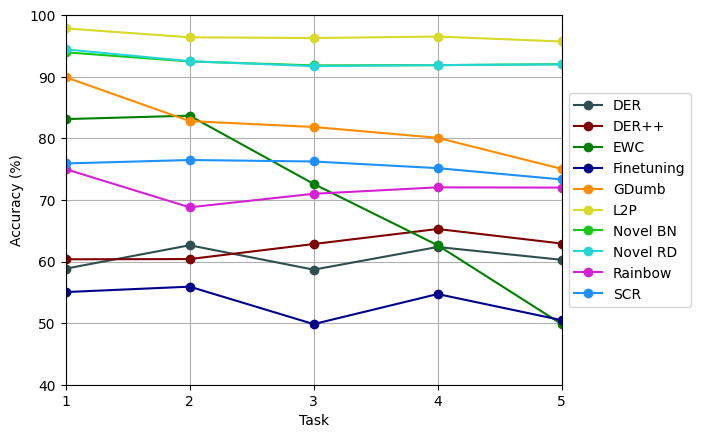 100
90
80
70
60
50
40
Accuracy (%)
1 2 3 4 5
Task
DER
DER++
EWC
Finetuning
GDumb
L2P
Novel BN
Novel RD
Rainbow
SCR